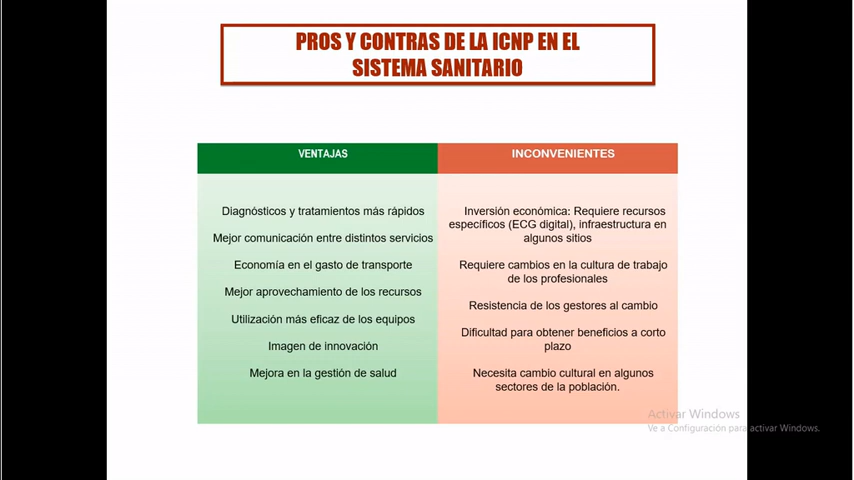 PROS Y CONTRAS DE LA ICNP EN EL
SISTEMA SANITARIO
VENTAJAS
Diagnósticos y tratamientos más rápidos
Mejor comunicación entre distintos servicios
Economía en el gasto de transporte
Mejor aprovechamiento de los recursos
Utilización más eficaz de los equipos
Imagen de innovación
Mejora en la gestión de salud
INCONVENIENTES
Inversión económica: Requiere recursos
específicos (ECG digital), infraestructura en
algunos sitios
Requiere cambios en la cultura de trabajo
de los profesionales
Resistencia de los gestores al cambio
Dificultad para obtener beneficios a corto
plazo
Necesita cambio cultural en algunos
sectores de la población.
Activar Windows
Ve a Configuración para activar Windows.